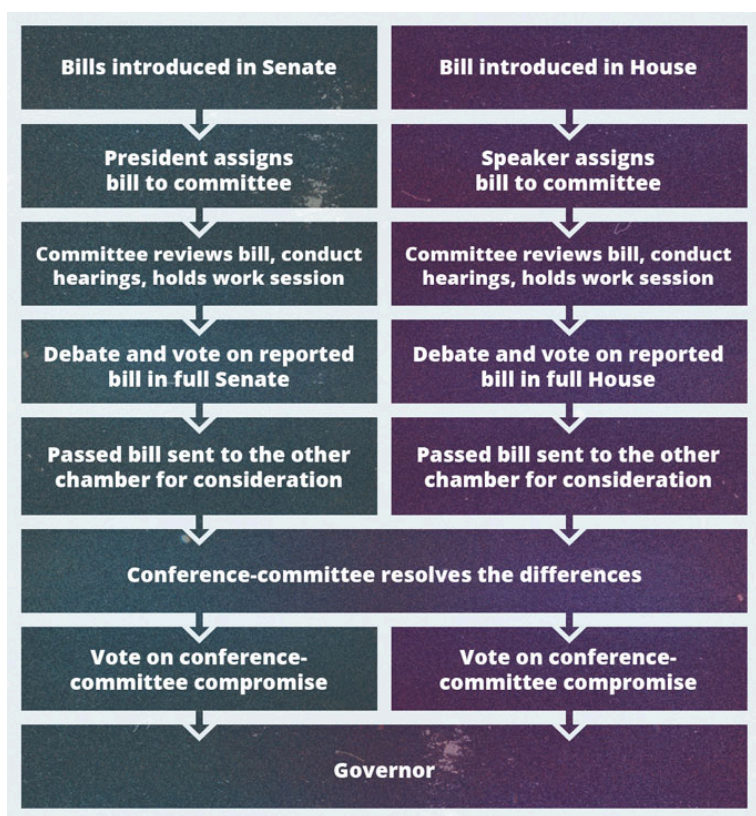 Bills introduced in Senate
Bill introduced in House
President assigns
bill to committee
Speaker assigns
bill to committee
Committee reviews bill, conduct
hearings, holds work session
Committee reviews bill, conduct
hearings, holds work session
Debate and vote on reported
bill in full Senate
Debate and vote on reported
bill in full House
Passed bill sent to the other
chamber for consideration
Passed bill sent to the other
chamber for consideration
Conference-committee resolves the differences
Vote on conference-
committee compromise
Vote on conference-
committee compromise
Governor